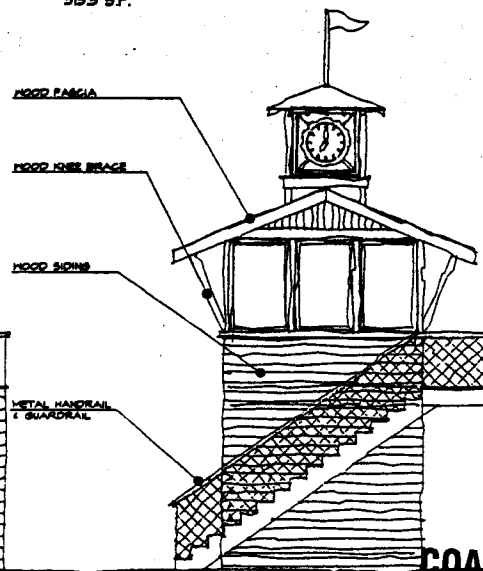 WOOD FASCIA
WOOD KNEE BRACE
WOOD SIDING
METAL HANDRAIL
& GUARDRAIL
COA